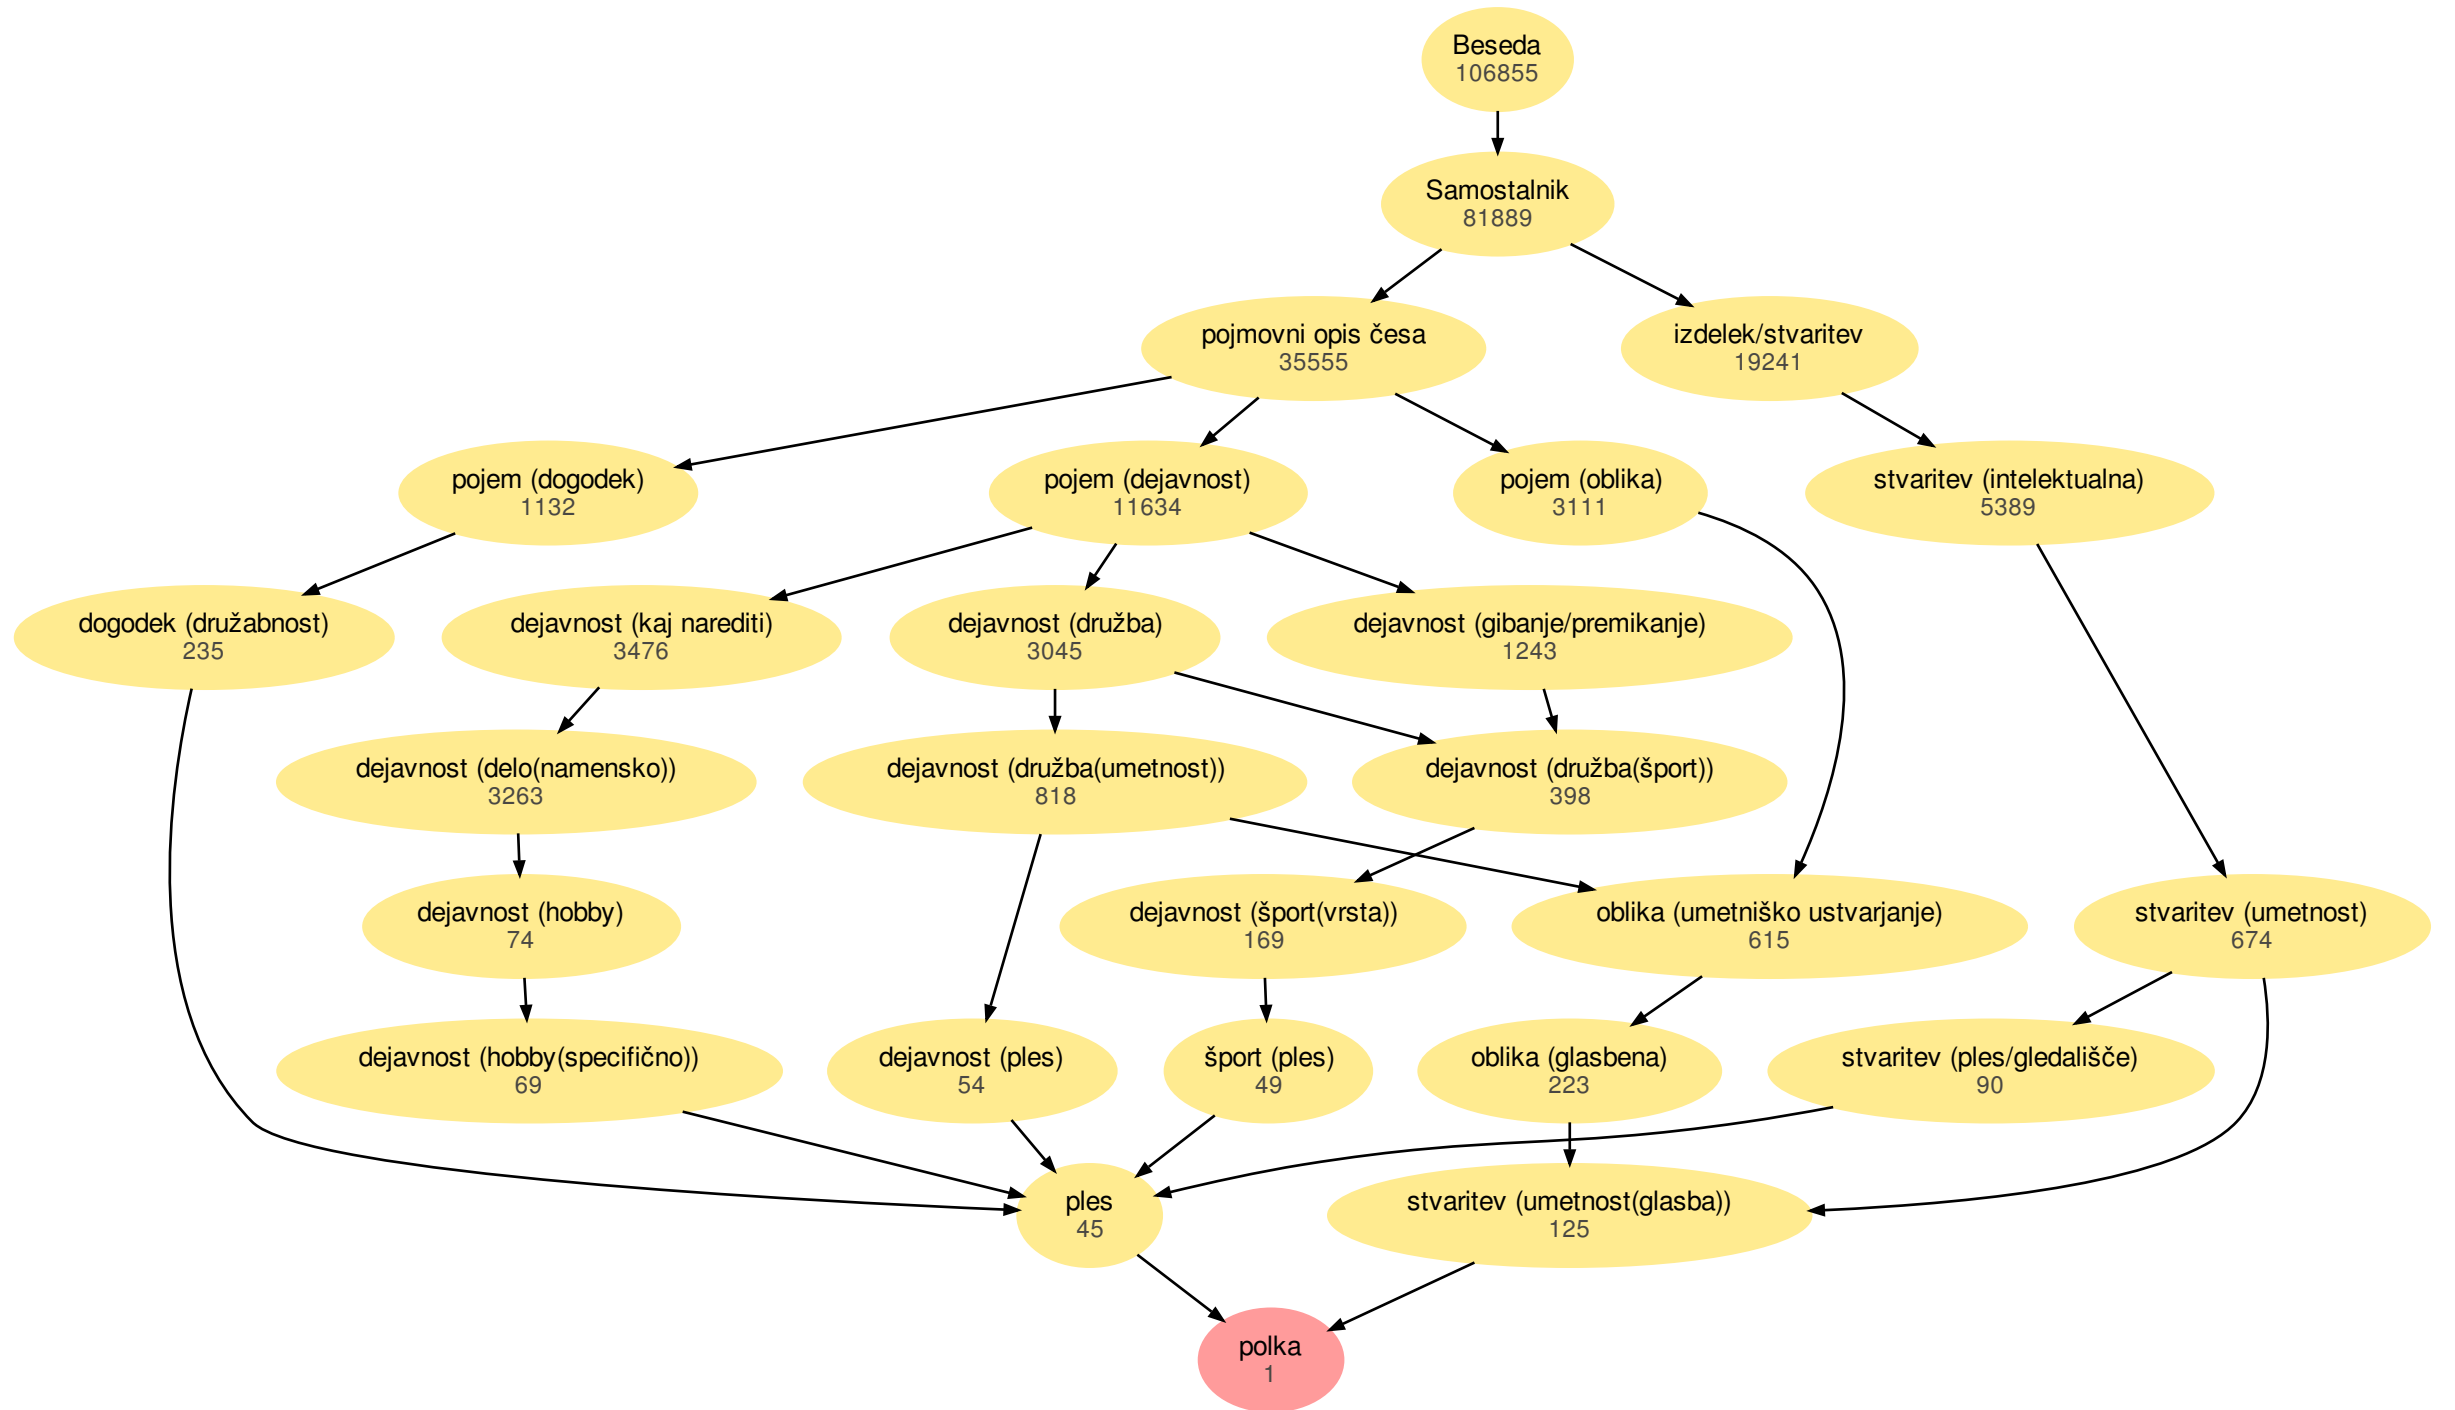 Beseda
106855
Samostalnik
81889
pojmovni opis česa
35555
izdelek/stvaritev
19241
pojem (dogodek)
1132
pojem (dejavnost)
11634
pojem (oblika)
3111
stvaritev (intelektualna)
5389
dogodek (družabnost)
235
dejavnost (kaj narediti)
3476
dejavnost (družba)
3045
dejavnost (gibanje/premikanje)
1243
dejavnost (delo(namensko))
3263
dejavnost (družba(umetnost))
818
dejavnost (družba(šport))
398
dejavnost (hobby)
74
dejavnost (šport(vrsta))
169
oblika (umetniško ustvarjanje)
615
stvaritev (umetnost)
674
dejavnost (hobby(specifično))
69
dejavnost (ples)
54
šport (ples)
49
oblika (glasbena)
223
stvaritev (ples/gledališče)
90
ples
45
stvaritev (umetnost(glasba))
125
polka
1